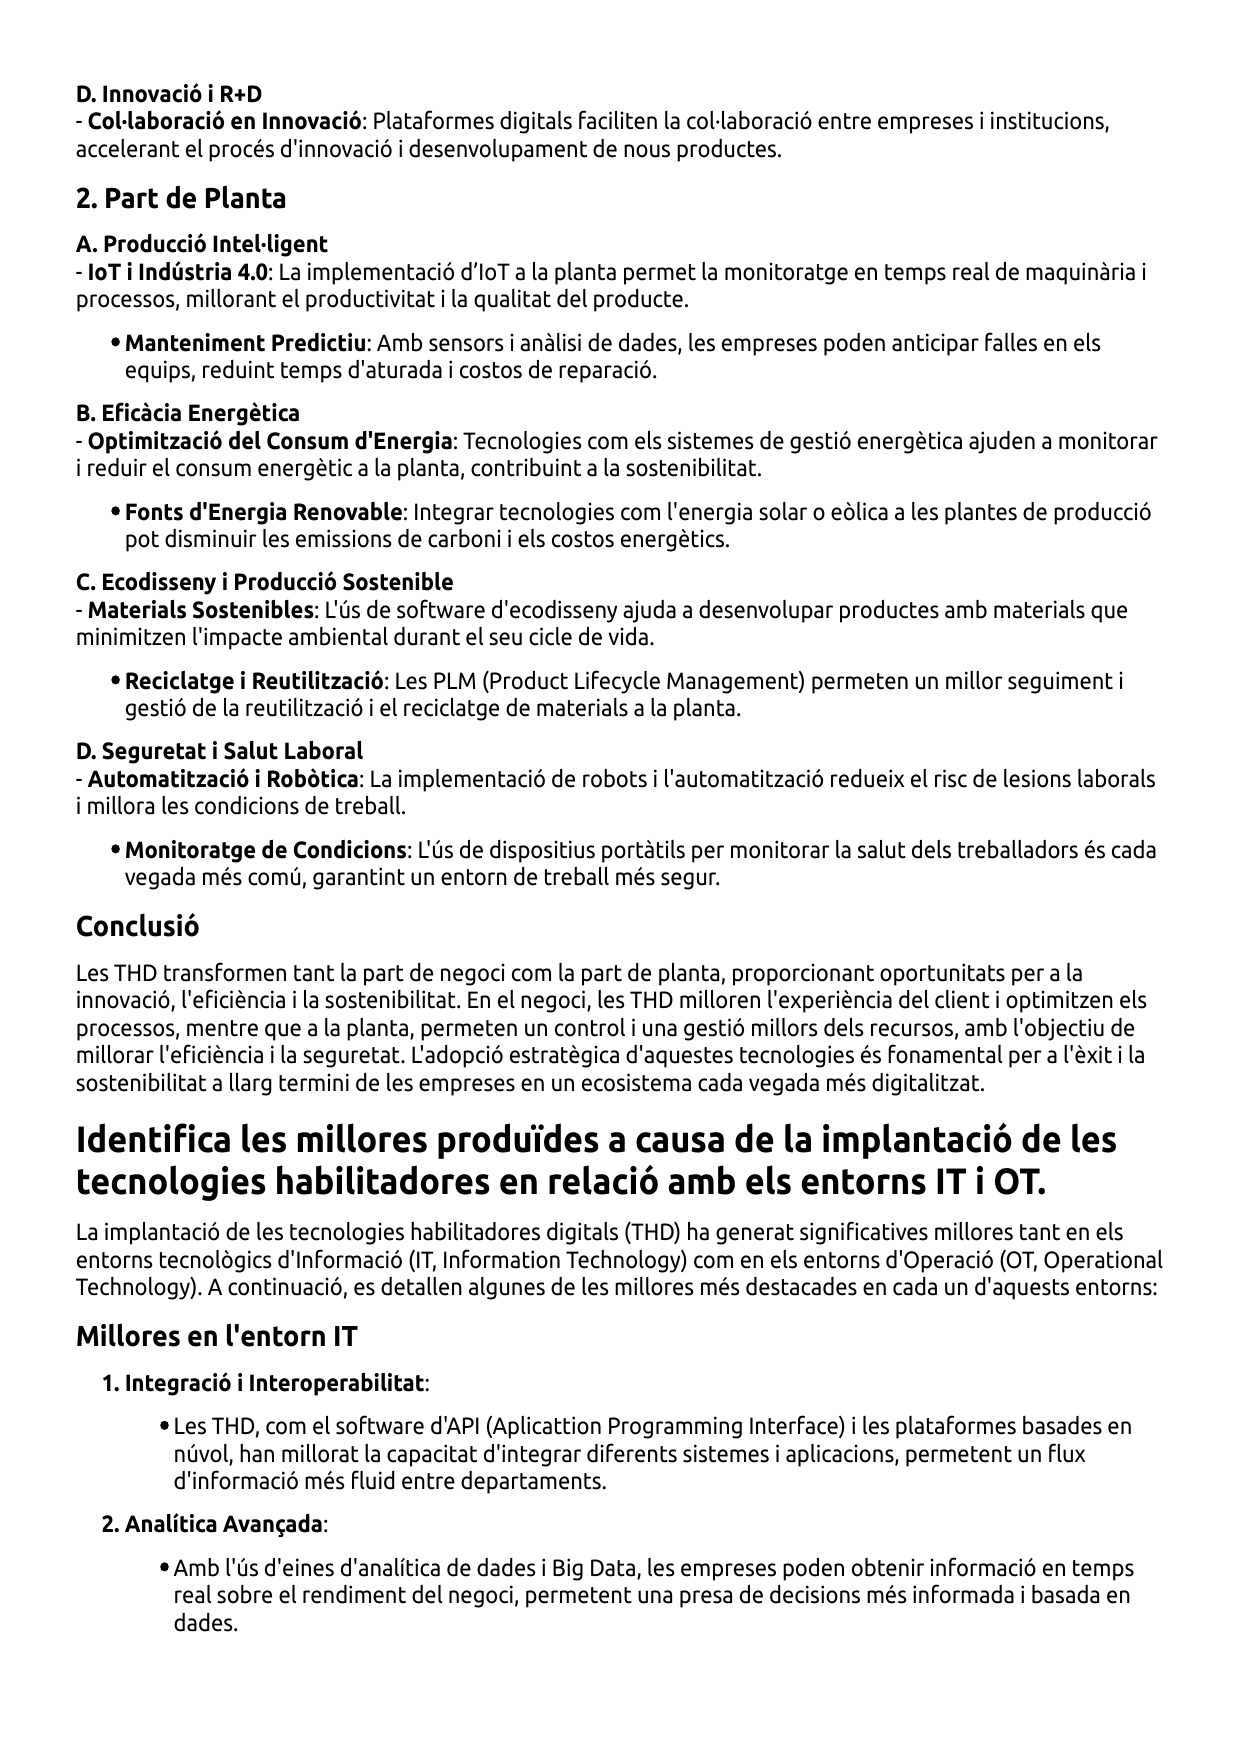 D. Innovació i R+D
- Col·laboració en Innovació: Plataformes digitals faciliten la col·laboració entre empreses i institucions,
accelerant el procés d'innovació i desenvolupament de nous productes.
2. Part de Planta
A. Producció Intel·ligent
- IoT i Indústria 4.0: La implementació d’IoT a la planta permet la monitoratge en temps real de maquinària i
processos, millorant el productivitat i la qualitat del producte.
• Manteniment Predictiu: Amb sensors i anàlisi de dades, les empreses poden anticipar falles en els
equips, reduint temps d'aturada i costos de reparació.
B. Eficàcia Energètica
- Optimització del Consum d'Energia: Tecnologies com els sistemes de gestió energètica ajuden a monitorar
i reduir el consum energètic a la planta, contribuint a la sostenibilitat.
• Fonts d'Energia Renovable: Integrar tecnologies com l'energia solar o eòlica a les plantes de producció
pot disminuir les emissions de carboni i els costos energètics.
C. Ecodisseny i Producció Sostenible
- Materials Sostenibles: L'ús de software d'ecodisseny ajuda a desenvolupar productes amb materials que
minimitzen l'impacte ambiental durant el seu cicle de vida.
• Reciclatge i Reutilització: Les PLM (Product Lifecycle Management) permeten un millor seguiment i
gestió de la reutilització i el reciclatge de materials a la planta.
D. Seguretat i Salut Laboral
- Automatització i Robòtica: La implementació de robots i l'automatització redueix el risc de lesions laborals
i millora les condicions de treball.
• Monitoratge de Condicions: L'ús de dispositius portàtils per monitorar la salut dels treballadors és cada
vegada més comú, garantint un entorn de treball més segur.
Conclusió
Les THD transformen tant la part de negoci com la part de planta, proporcionant oportunitats per a la
innovació, l'eficiència i la sostenibilitat. En el negoci, les THD milloren l'experiència del client i optimitzen els
processos, mentre que a la planta, permeten un control i una gestió millors dels recursos, amb l'objectiu de
millorar l'eficiència i la seguretat. L'adopció estratègica d'aquestes tecnologies és fonamental per a l'èxit i la
sostenibilitat a llarg termini de les empreses en un ecosistema cada vegada més digitalitzat.
Identifica les millores produïdes a causa de la implantació de les
tecnologies habilitadores en relació amb els entorns IT i OT.
La implantació de les tecnologies habilitadores digitals (THD) ha generat significatives millores tant en els
entorns tecnològics d'Informació (IT, Information Technology) com en els entorns d'Operació (OT, Operational
Technology). A continuació, es detallen algunes de les millores més destacades en cada un d'aquests entorns:
Millores en l'entorn IT
1. Integració i Interoperabilitat:
• Les THD, com el software d'API (Aplicattion Programming Interface) i les plataformes basades en
núvol, han millorat la capacitat d'integrar diferents sistemes i aplicacions, permetent un flux
d'informació més fluid entre departaments.
2. Analítica Avançada:
• Amb l'ús d'eines d'analítica de dades i Big Data, les empreses poden obtenir informació en temps
real sobre el rendiment del negoci, permetent una presa de decisions més informada i basada en
dades.